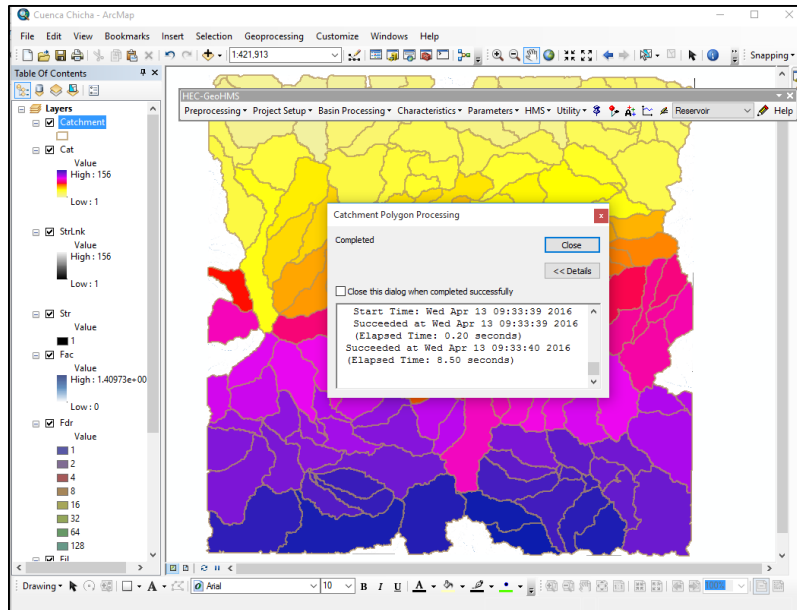 Cuenca Chicha - ArcMap
File Edit View Bookmarks Insert Selection Geoprocessing Customize Windows Help
1:421,913 Snapping
Table Of Contents
Layers
Catchment
Cat
Value
High : 156
Low : 1
StrLnk
Value
High : 156
Low : 1
Str
Value
1
Fac
Value
High : 1.40973e+00
Low : 0
Fdr
Value
1
2
4
8
16
32
64
128
Fil
HEC-GeoHMS
Preprocessing Project Setup Basin Processing Characteristics Parameters HMS Utility Reservoir Help
Catchment Polygon Processing
Completed
Close
<< Details
Close this dialog when completed successfully
Start Time: Wed Apr 13 09:33:39 2016
Succeeded at Wed Apr 13 09:33:39 2016
(Elapsed Time: 0.20 seconds)
Succeeded at Wed Apr 13 09:33:40 2016
(Elapsed Time: 8.50 seconds)
Drawing A Arial 10 B I U A